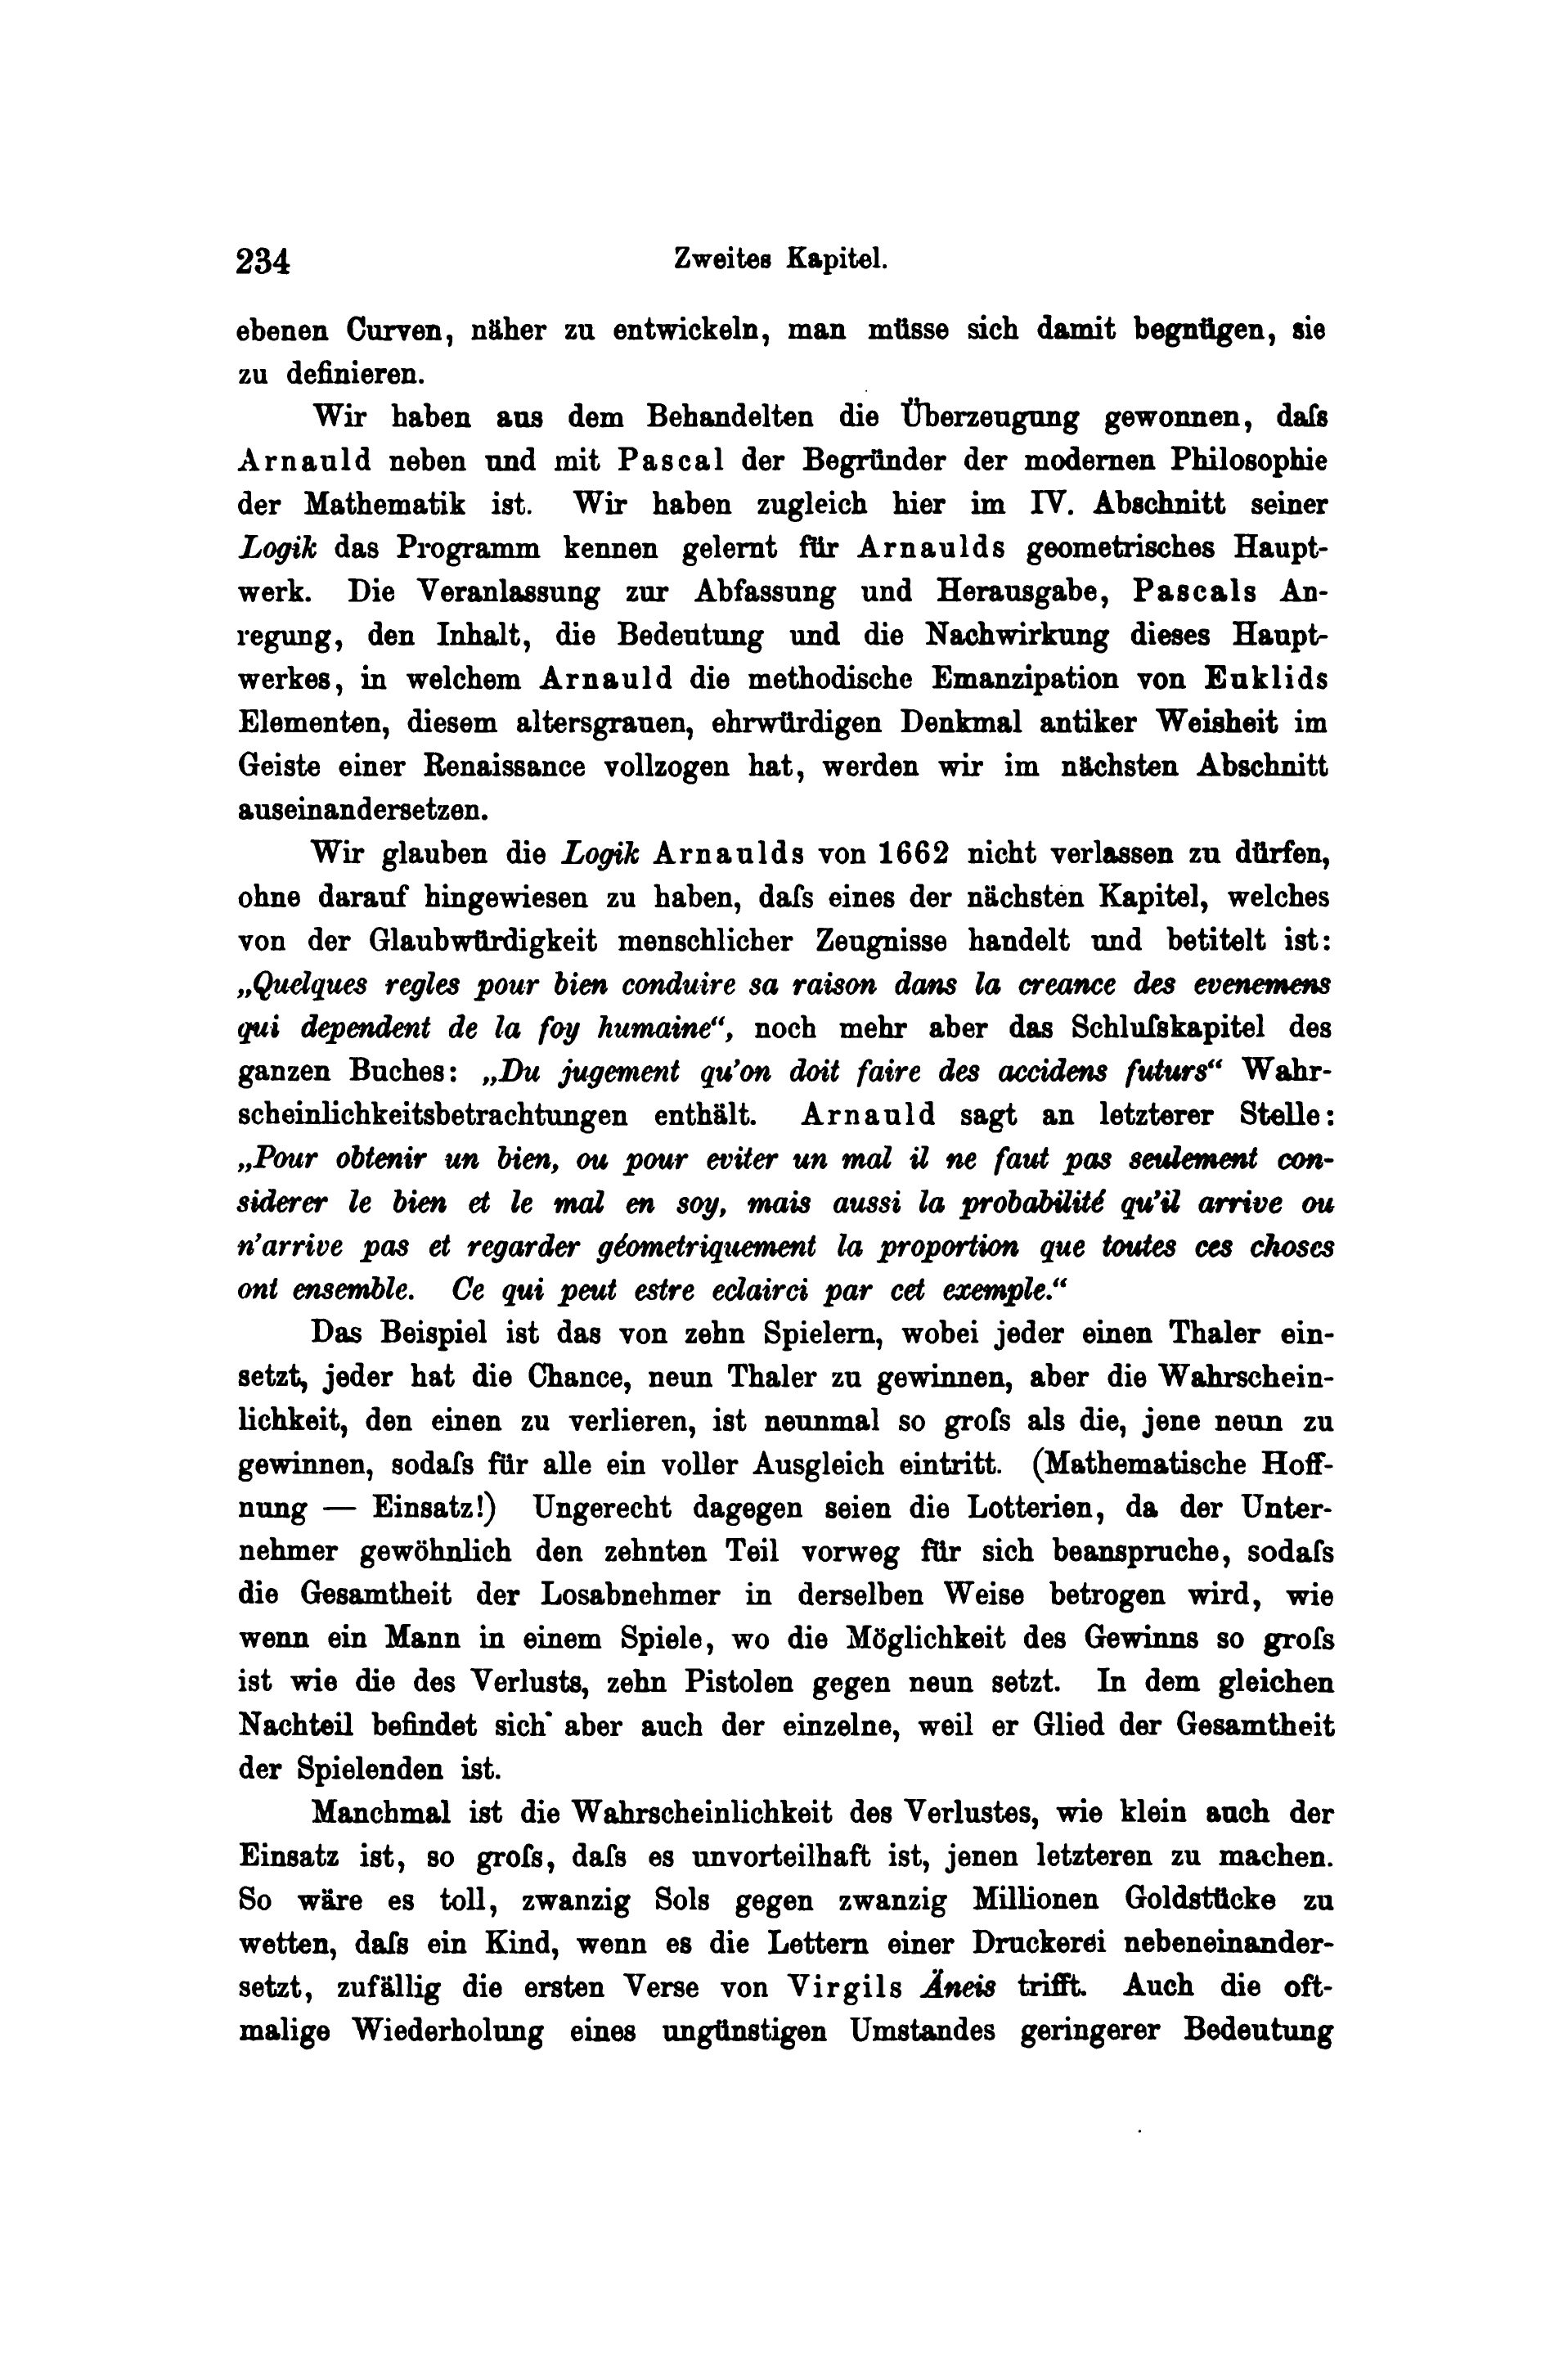 234 Zweites Kapitel.
ebenen Curven, näher zu entwickeln, man müsse sich damit begnügen, sie
zu definieren.
Wir haben aus dem Behandelten die Überzeugung gewonnen, daſs
Arnauld neben und mit Pascal der Begründer der modernen Philosophie
der Mathematik ist. Wir haben zugleich hier im IV. Abschnitt seiner
Logik das Programm kennen gelernt für Arnaulds geometrisches Haupt-
werk. Die Veranlassung zur Abfassung und Herausgabe, Pascals An-
regung, den Inhalt, die Bedeutung und die Nachwirkung dieses Haupt-
werkes, in welchem Arnauld die methodische Emanzipation von Euklids
Elementen, diesem altersgrauen, ehrwürdigen Denkmal antiker Weisheit im
Geiste einer Renaissance vollzogen hat, werden wir im nächsten Abschnitt
auseinandersetzen.
Wir glauben die Logik Arnaulds von 1662 nicht verlassen zu dürfen,
ohne darauf hingewiesen zu haben, daſs eines der nächsten Kapitel, welches
von der Glaubwürdigkeit menschlicher Zeugnisse handelt und betitelt ist:
„Quelques regles pour bien conduire sa raison dans la creance des evenemens
qui dependent de la foy humaine“, noch mehr aber das Schluſskapitel des
ganzen Buches: „Du jugement qu’on doit faire des accidens futurs“ Wahr-
scheinlichkeitsbetrachtungen enthält. Arnauld sagt an letzterer Stelle:
„Pour obtenir un bien, ou pour eviter un mal il ne faut pas seulement con-
siderer le bien et le mal en soy, mais aussi la probabilité qu’il arrive ou
n’arrive pas et regarder géometriquement la proportion que toutes ces choses
ont ensemble. Ce qui peut estre eclairci par cet exemple.“
Das Beispiel ist das von zehn Spielern, wobei jeder einen Thaler ein-
setzt, jeder hat die Chance, neun Thaler zu gewinnen, aber die Wahrschein-
lichkeit, den einen zu verlieren, ist neunmal so groſs als die, jene neun zu
gewinnen, sodaſs für alle ein voller Ausgleich eintritt. (Mathematische Hoff-
nung — Einsatz!) Ungerecht dagegen seien die Lotterien, da der Unter-
nehmer gewöhnlich den zehnten Teil vorweg für sich beanspruche, sodaſs
die Gesamtheit der Losabnehmer in derselben Weise betrogen wird, wie
wenn ein Mann in einem Spiele, wo die Möglichkeit des Gewinns so groſs
ist wie die des Verlusts, zehn Pistolen gegen neun setzt. In dem gleichen
Nachteil befindet sich aber auch der einzelne, weil er Glied der Gesamtheit
der Spielenden ist.
Manchmal ist die Wahrscheinlichkeit des Verlustes, wie klein auch der
Einsatz ist, so groſs, daſs es unvorteilhaft ist, jenen letzteren zu machen.
So wäre es toll, zwanzig Sols gegen zwanzig Millionen Goldstücke zu
wetten, daſs ein Kind, wenn es die Lettern einer Druckerei nebeneinander-
setzt, zufällig die ersten Verse von Virgils Äneis trifft. Auch die oft-
malige Wiederholung eines ungünstigen Umstandes geringerer Bedeutung